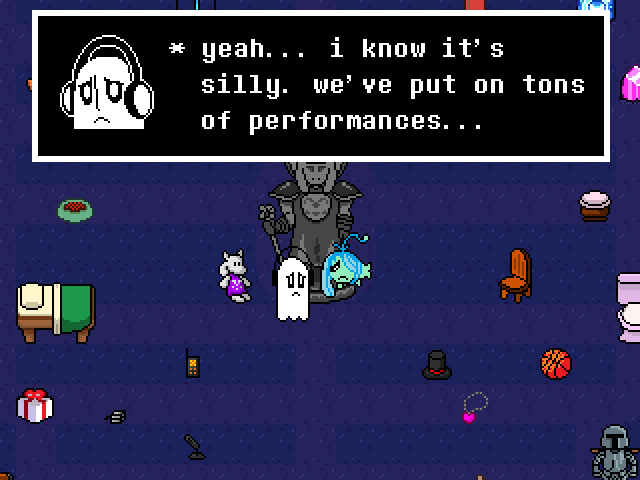 * yeah... i know it's
silly. we've put on tons
of performances...